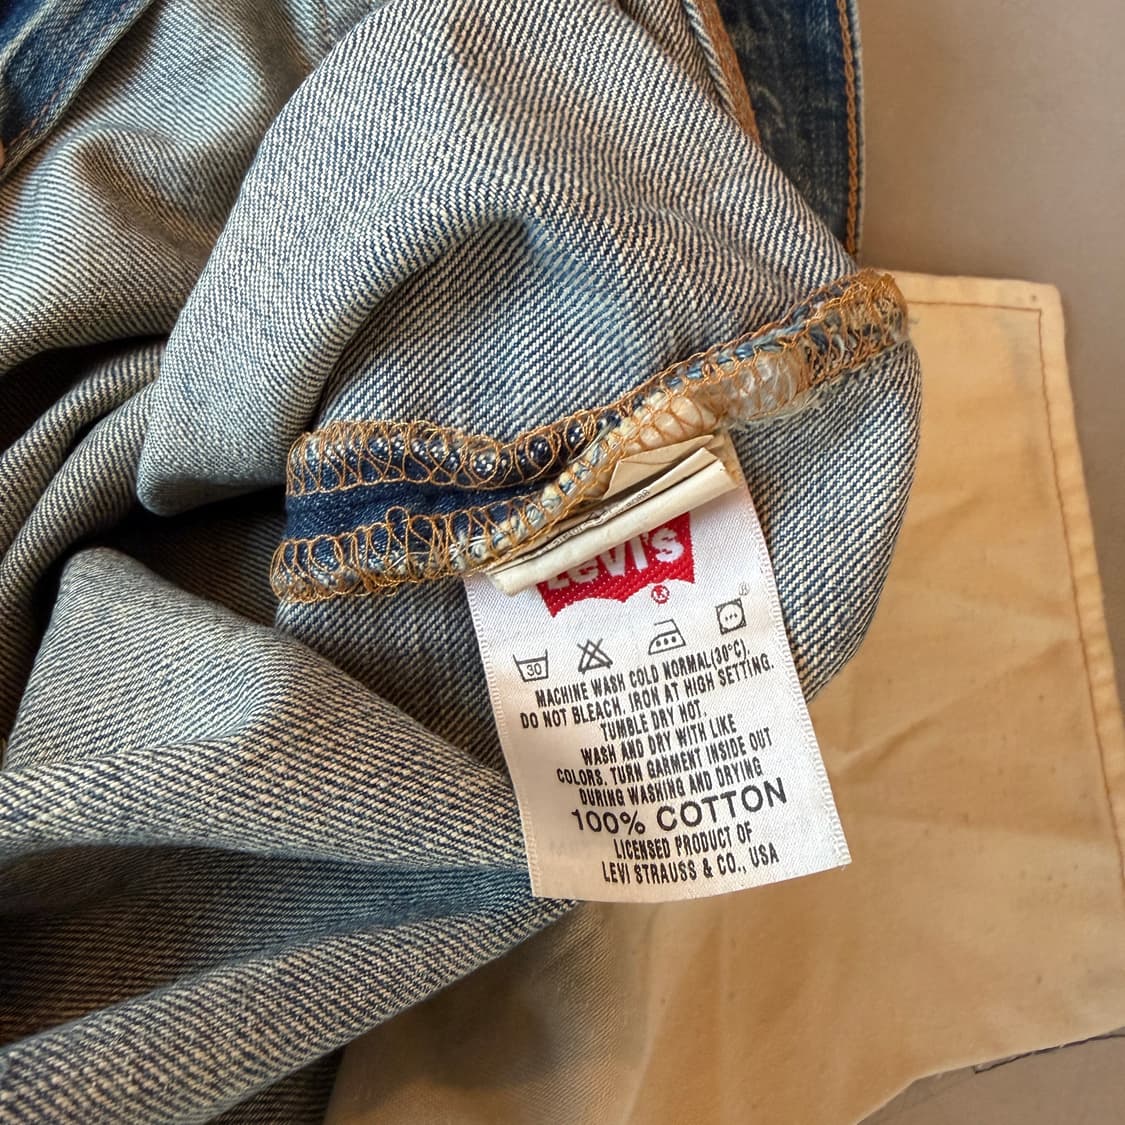 LEVI'S
®
30
®
MACHINE WASH COLD NORMAL(30°C).
DO NOT BLEACH. IRON AT HIGH SETTING.
TUMBLE DRY HOT.
WASH AND DRY WITH LIKE
COLORS. TURN GARMENT INSIDE OUT
DURING WASHING AND DRYING
100% COTTON
LICENSED PRODUCT OF
LEVI STRAUSS & CO., USA